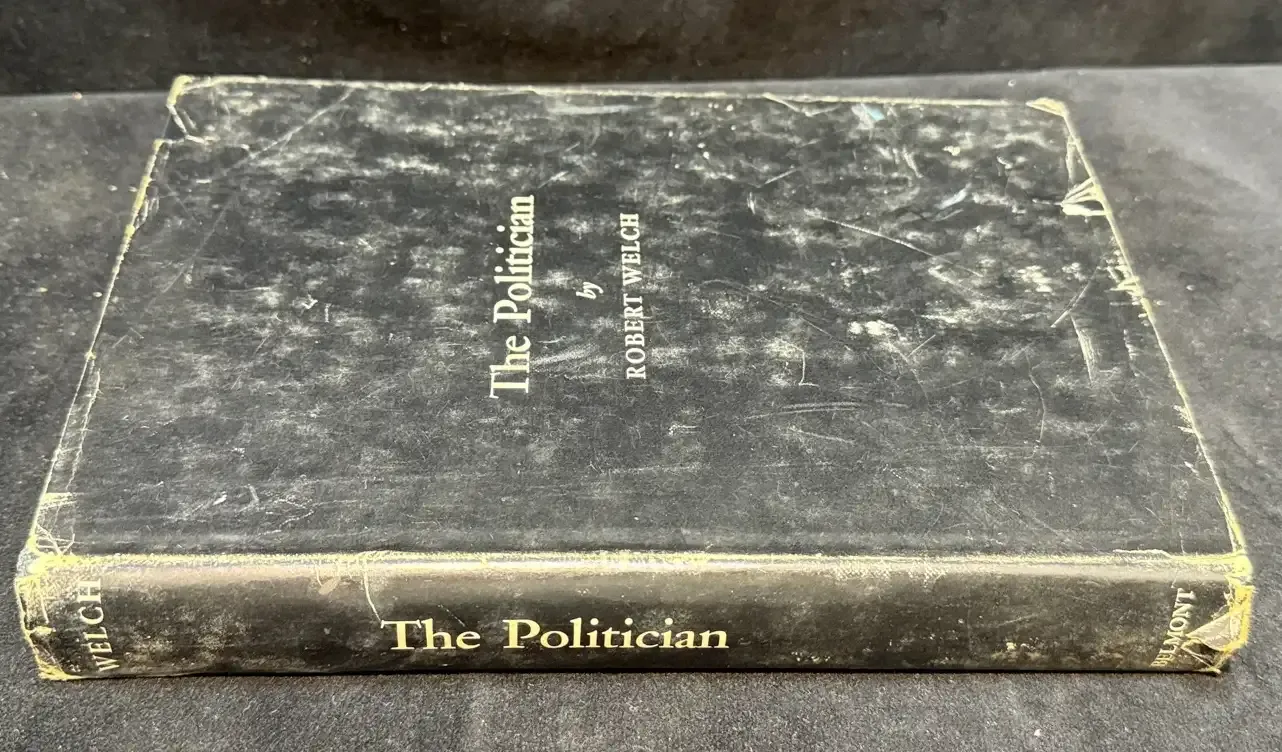 The Politician
by
ROBERT WELCH
WELCH
The Politician
BELMONT